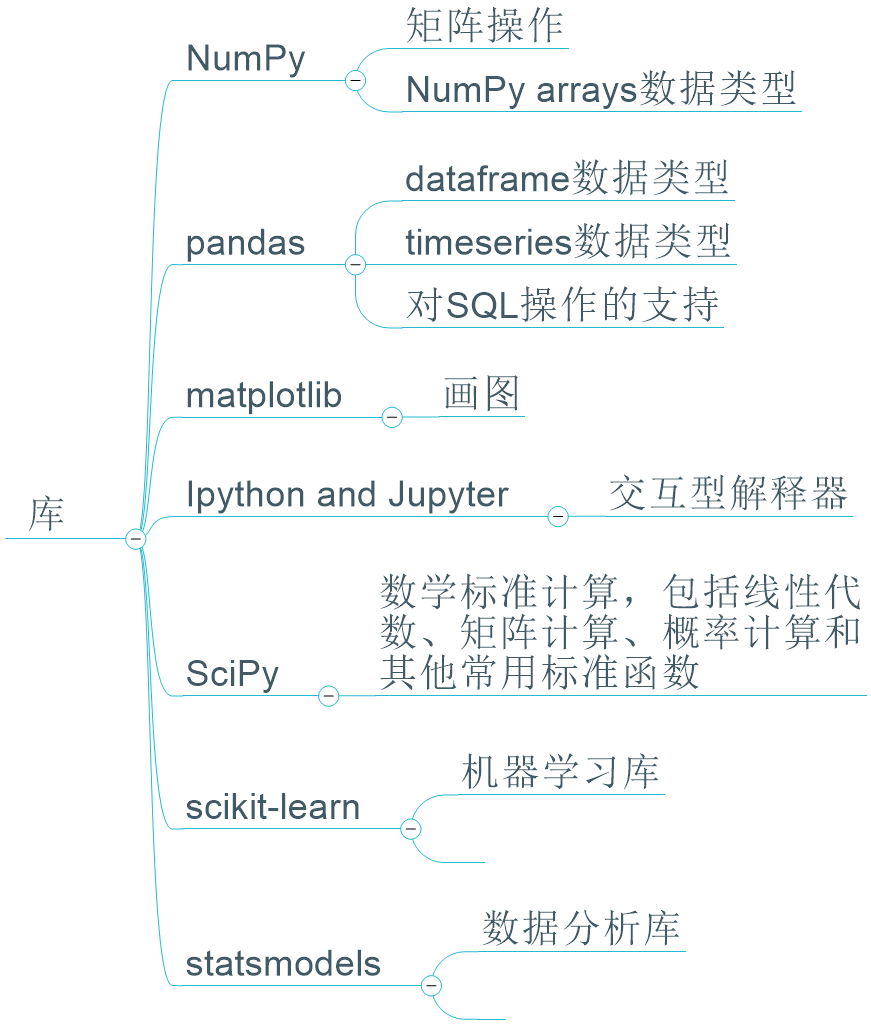 库
NumPy
矩阵操作
NumPy arrays数据类型
pandas
dataframe数据类型
timeseries数据类型
对SQL操作的支持
matplotlib
画图
Ipython and Jupyter
交互型解释器
SciPy
数学标准计算，包括线性代
数、矩阵计算、概率计算和
其他常用标准函数
scikit-learn
机器学习库
statsmodels
数据分析库